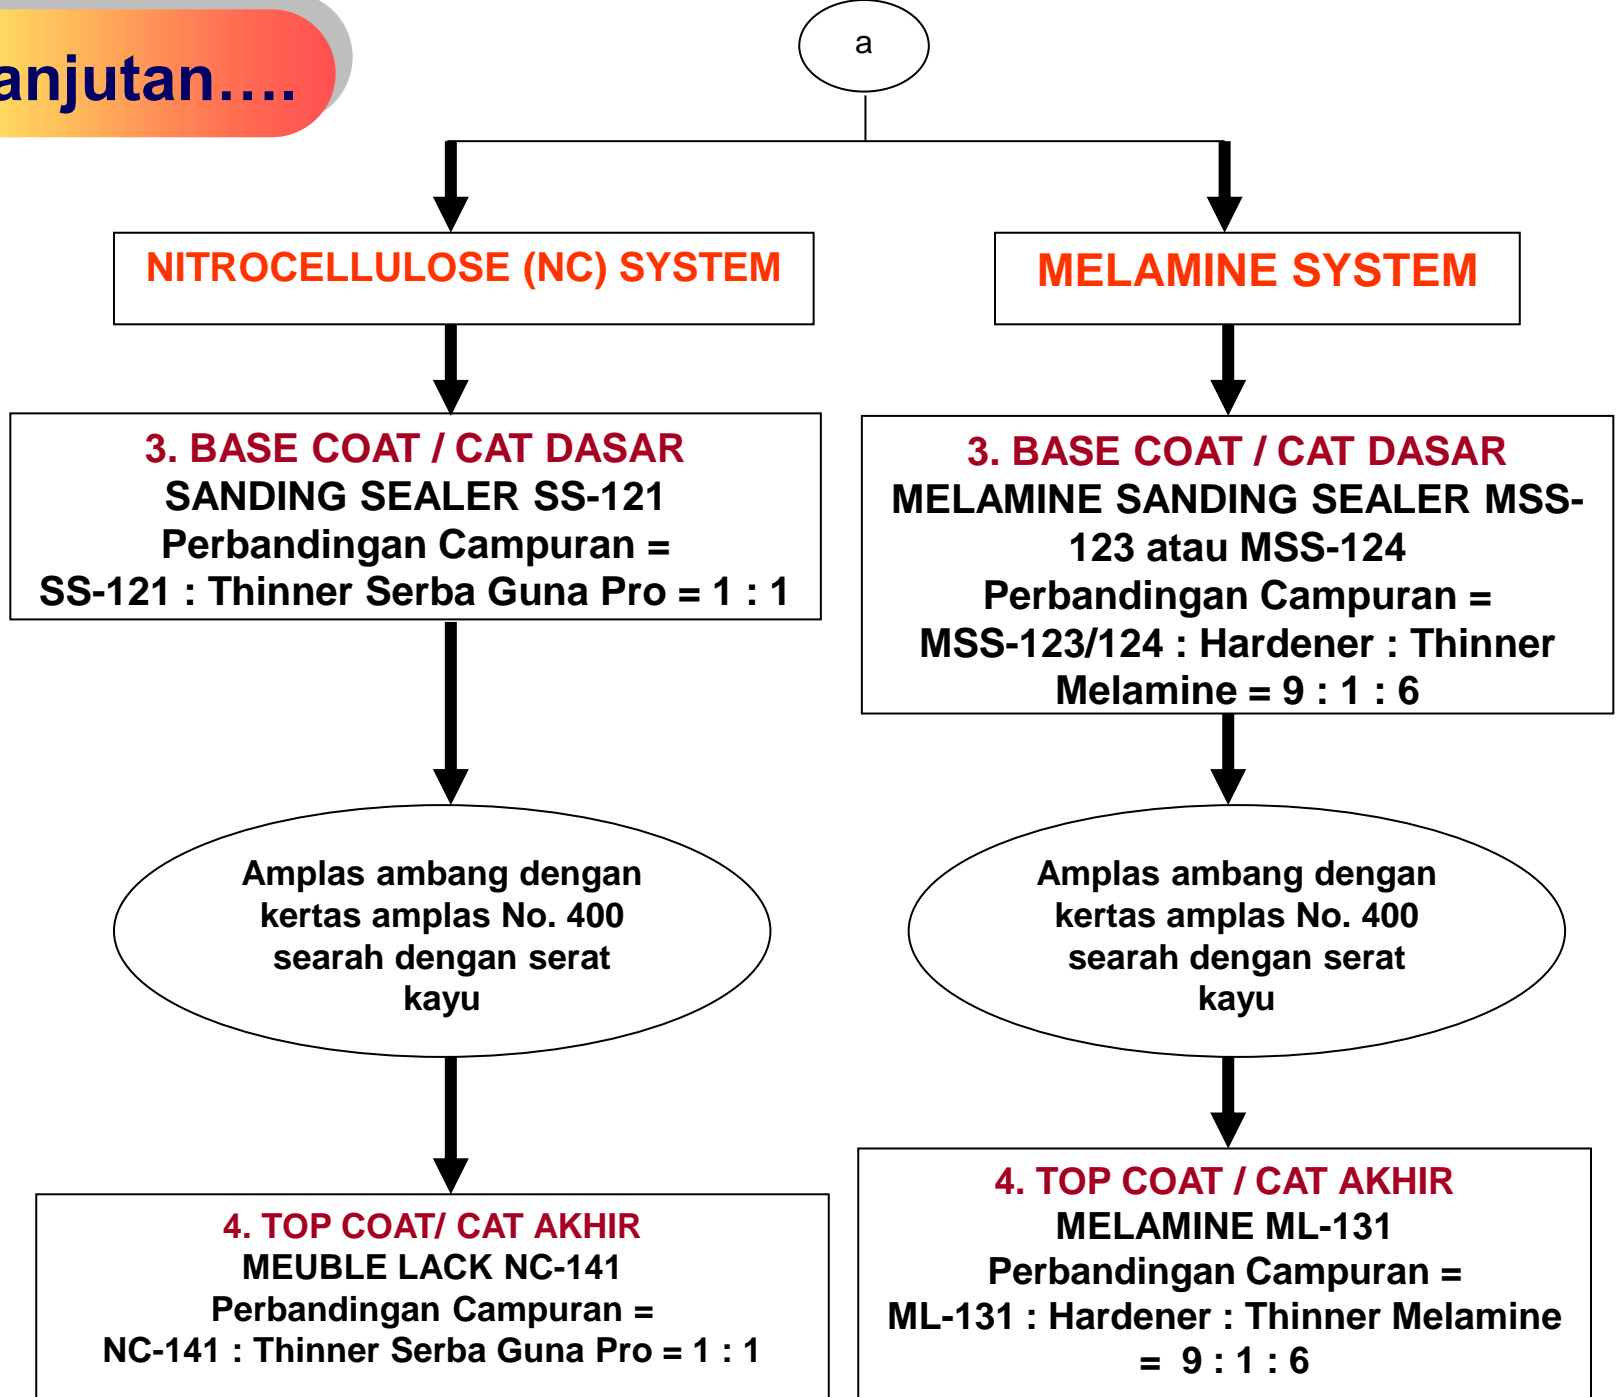 anjutan....
a
NITROCELLULOSE (NC) SYSTEM
MELAMINE SYSTEM
3. BASE COAT / CAT DASAR
SANDING SEALER SS-121
Perbandingan Campuran =
SS-121 : Thinner Serba Guna Pro = 1 : 1
3. BASE COAT / CAT DASAR
MELAMINE SANDING SEALER MSS-
123 atau MSS-124
Perbandingan Campuran =
MSS-123/124 : Hardener : Thinner
Melamine = 9 : 1 : 6
Amplas ambang dengan
kertas amplas No. 400
searah dengan serat
kayu
Amplas ambang dengan
kertas amplas No. 400
searah dengan serat
kayu
4. TOP COAT/ CAT AKHIR
MEUBLE LACK NC-141
Perbandingan Campuran =
NC-141 : Thinner Serba Guna Pro = 1 : 1
4. TOP COAT / CAT AKHIR
MELAMINE ML-131
Perbandingan Campuran =
ML-131 : Hardener : Thinner Melamine
= 9 : 1 : 6